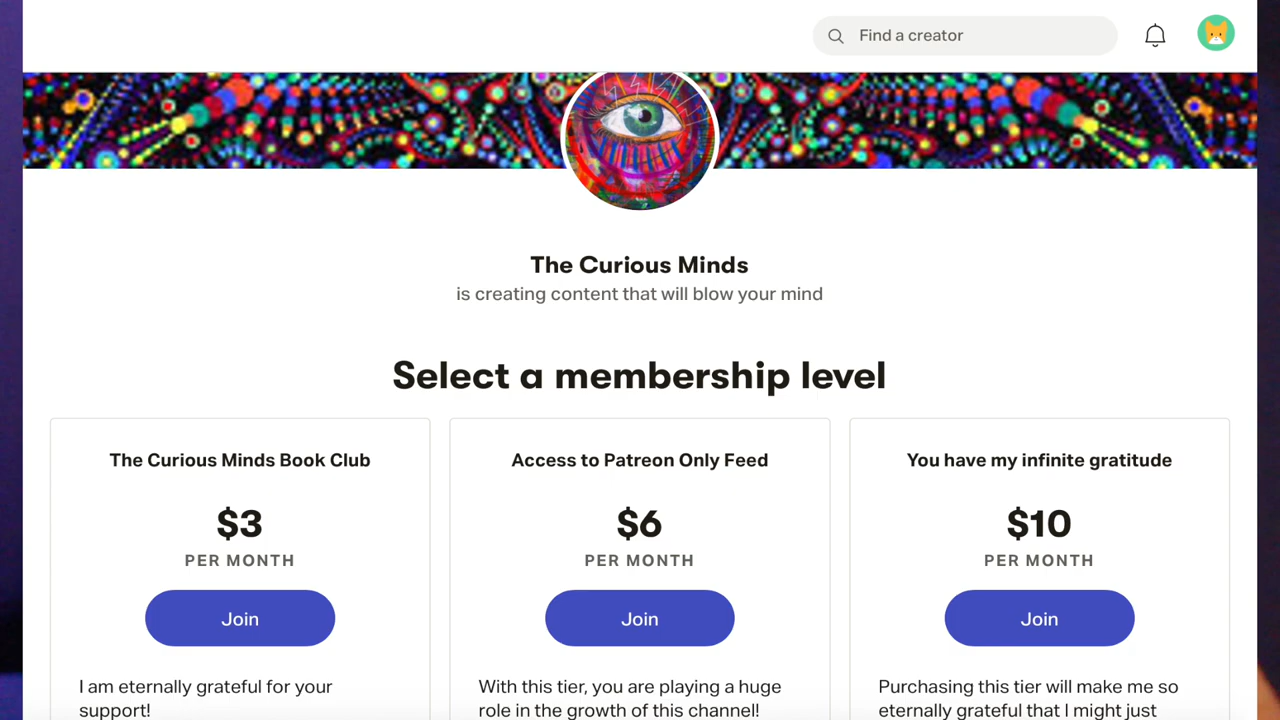 Find a creator
The Curious Minds
is creating content that will blow your mind
Select a membership level
The Curious Minds Book Club
$3
PER MONTH
Join
I am eternally grateful for your
support!
Access to Patreon Only Feed
$6
PER MONTH
Join
With this tier, you are playing a huge
role in the growth of this channel!
You have my infinite gratitude
$10
PER MONTH
Join
Purchasing this tier will make me so
eternally grateful that I might just